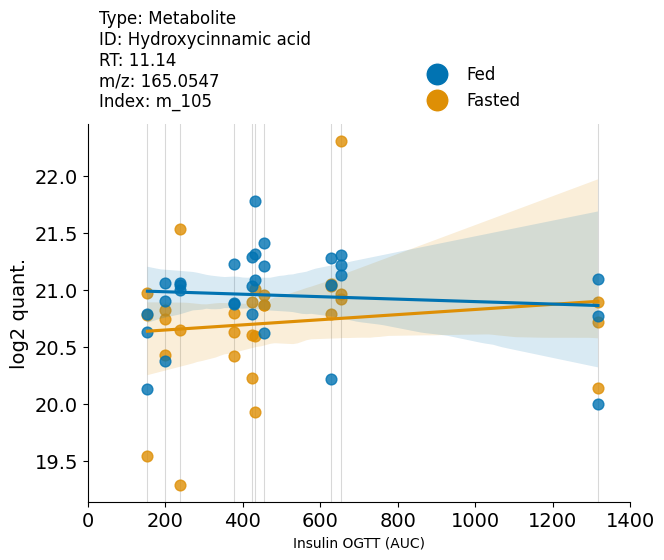 Type: Metabolite
ID: Hydroxycinnamic acid
RT: 11.14
m/z: 165.0547
Index: m_105
Fed
Fasted
log2 quant.
22.0
21.5
21.0
20.5
20.0
19.5
0 200 400 600 800 1000 1200 1400
Insulin OGTT (AUC)